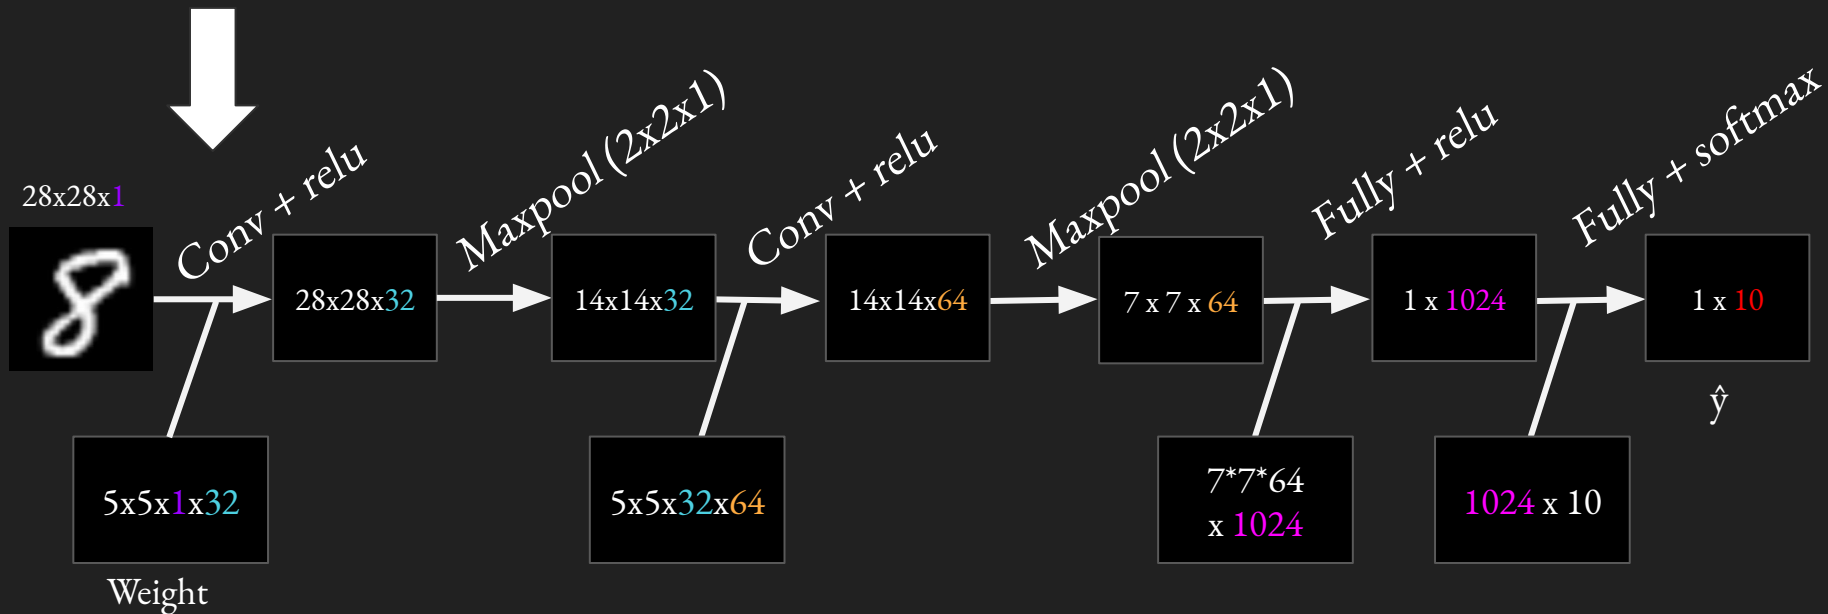 28x28x1
Conv + relu
Maxpool (2x2x1)
Conv + relu
Maxpool (2x2x1)
Fully + relu
Fully + softmax
8
28x28x32
14x14x32
14x14x64
7 x 7 x 64
1 x 1024
1 x 10
ŷ
5x5x1x32
5x5x32x64
7*7*64
x 1024
1024 x 10
Weight